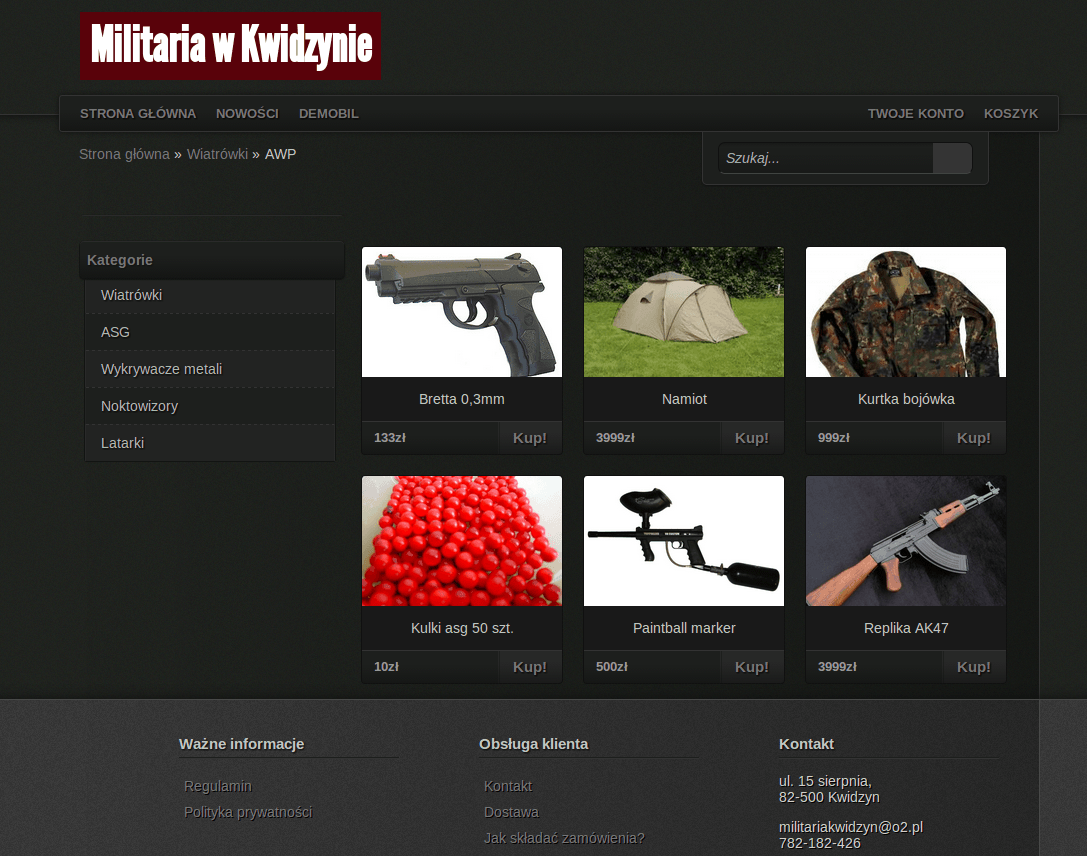 Militaria w Kwidzynie
STRONA GŁÓWNA NOWOŚCI DEMOBIL TWOJE KONTO KOSZYK
Strona główna » Wiatrówki » AWP
Szukaj...
Kategorie
Wiatrówki
ASG
Wykrywacze metali
Noktowizory
Latarki
Bretta 0,3mm Namiot Kurtka bojówka
133zł Kup! 3999zł Kup! 999zł Kup!
Kulki asg 50 szt. Paintball marker Replika AK47
10zł Kup! 500zł Kup! 3999zł Kup!
Ważne informacje
Regulamin
Polityka prywatności
Obsługa klienta
Kontakt
Dostawa
Jak składać zamówienia?
Kontakt
ul. 15 sierpnia,
82-500 Kwidzyn
militariakwidzyn@o2.pl
782-182-426